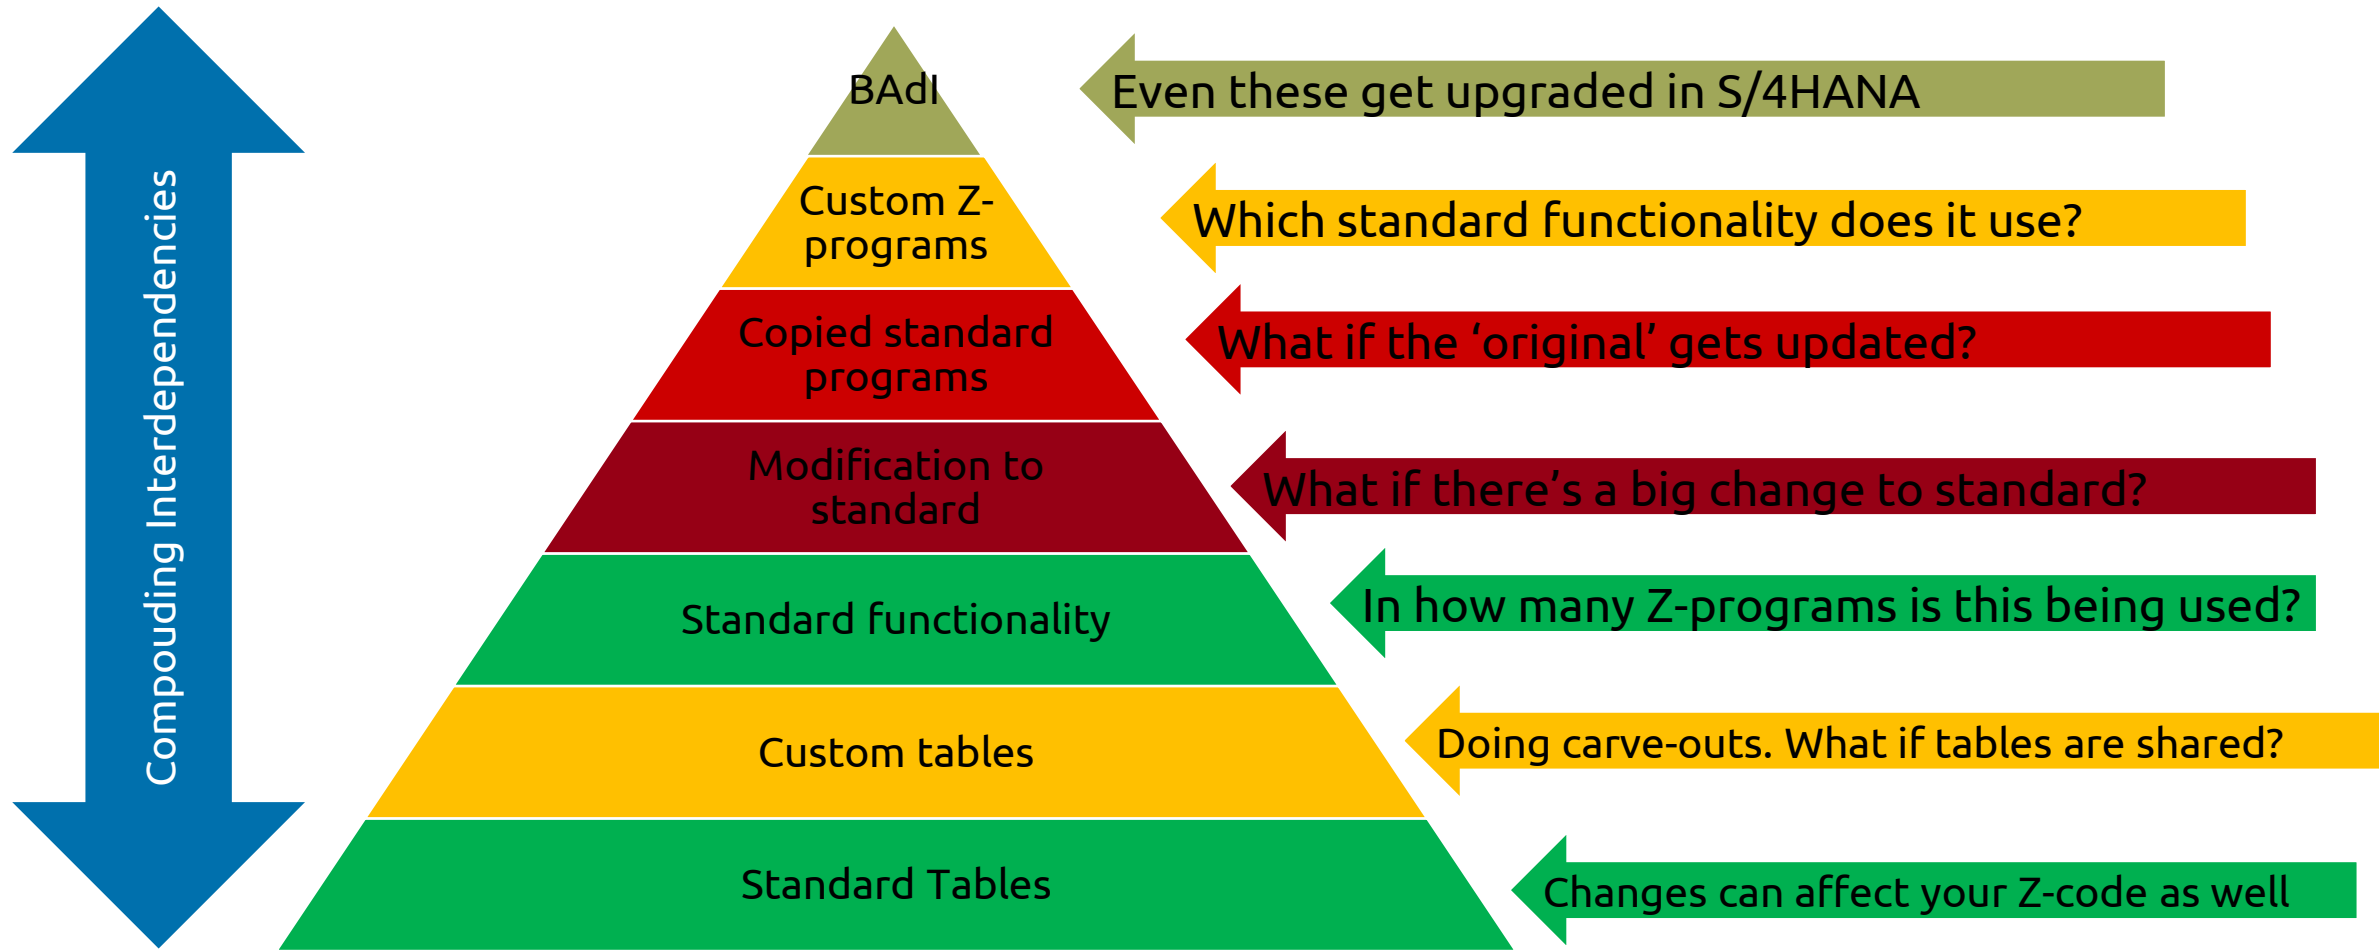 Compouding Interdependencies
BAdI
Even these get upgraded in S/4HANA
Custom Z-
programs
Which standard functionality does it use?
Copied standard
programs
What if the ‘original’ gets updated?
Modification to
standard
What if there’s a big change to standard?
Standard functionality
In how many Z-programs is this being used?
Custom tables
Doing carve-outs. What if tables are shared?
Standard Tables
Changes can affect your Z-code as well